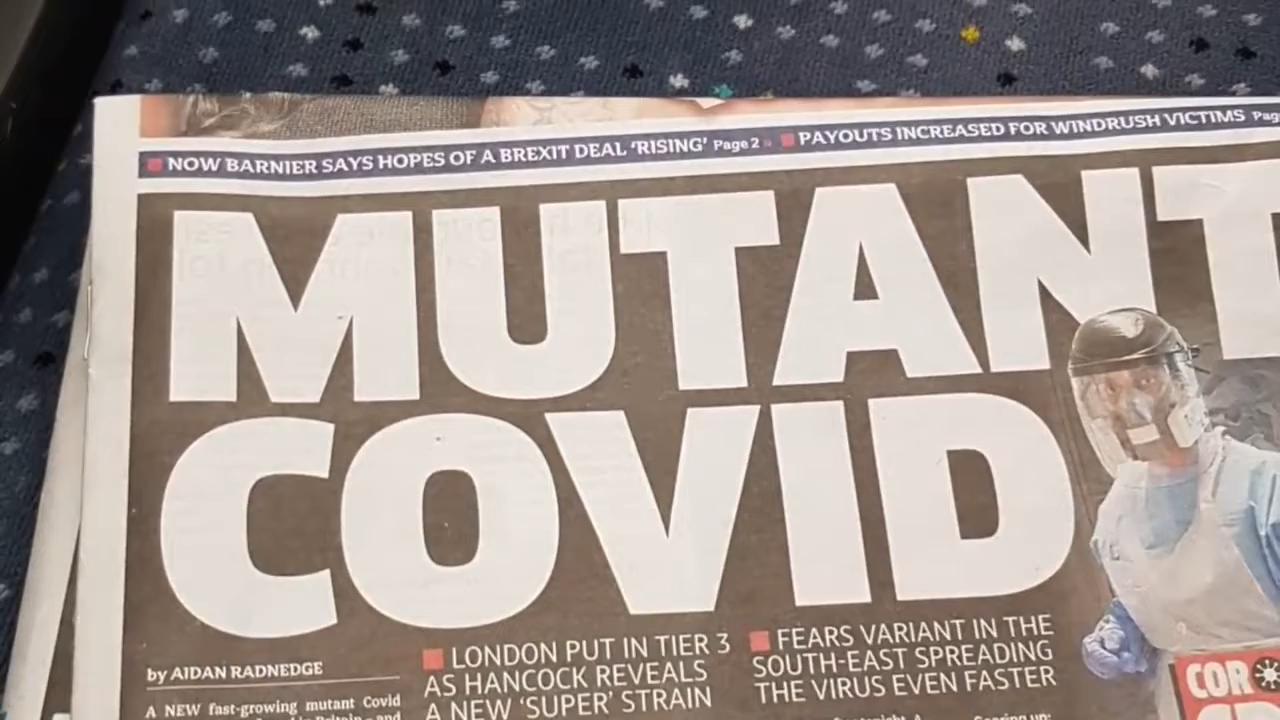 NOW BARNIER SAYS HOPES OF A BREXIT DEAL 'RISING' Page 2
PAYOUTS INCREASED FOR WINDRUSH VICTIMS
MUTANT
COVID
by AIDAN RADNEDGE
A NEW fast-growing mutant Covid
LONDON PUT IN TIER 3
AS HANCOCK REVEALS
A NEW 'SUPER' STRAIN
FEARS VARIANT IN THE
SOUTH-EAST SPREADING
THE VIRUS EVEN FASTER
COR